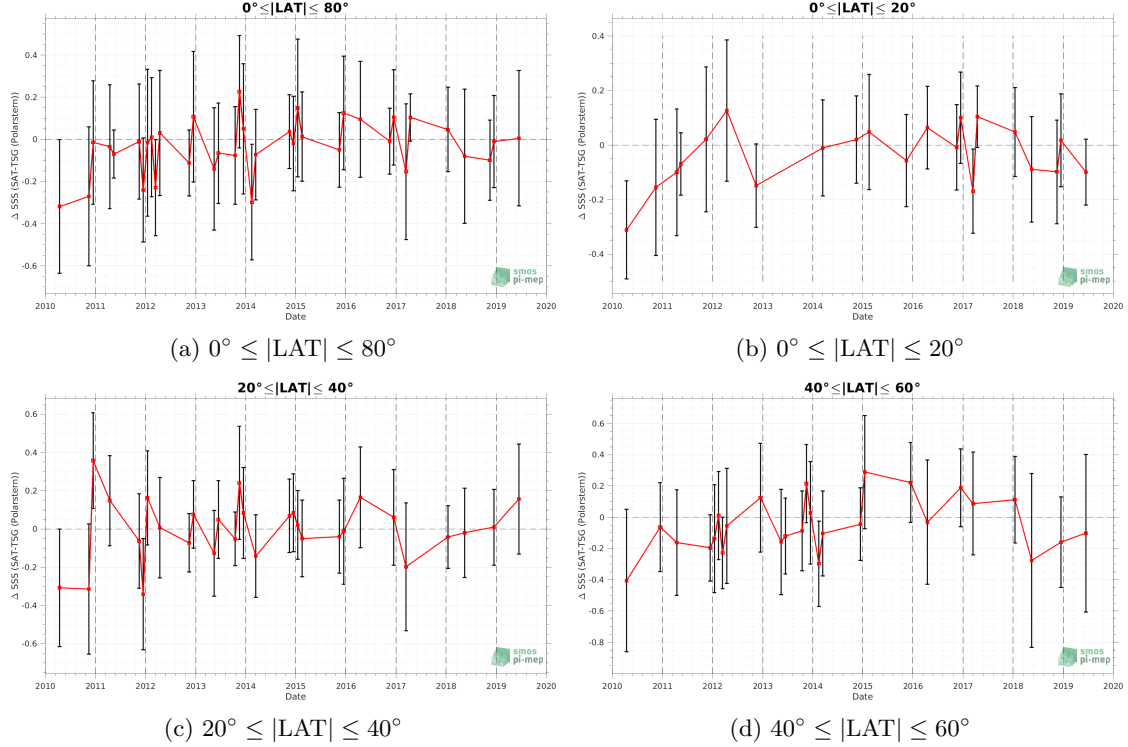 0°≤|LAT|≤ 80°
Δ SSS (SAT-TSG (Polarstern))
0.4
0.2
0
-0.2
-0.4
-0.6
2010 2011 2012 2013 2014 2015 2016 2017 2018 2019 2020
Date
smos
pi-mep
(a) 0° ≤ |LAT| ≤ 80°
0°≤|LAT|≤ 20°
Δ SSS (SAT-TSG (Polarstern))
0.4
0.2
0
-0.2
-0.4
2010 2011 2012 2013 2014 2015 2016 2017 2018 2019 2020
Date
smos
pi-mep
(b) 0° ≤ |LAT| ≤ 20°
20°≤|LAT|≤ 40°
Δ SSS (SAT-TSG (Polarstern))
0.6
0.4
0.2
0
-0.2
-0.4
-0.6
2010 2011 2012 2013 2014 2015 2016 2017 2018 2019 2020
Date
smos
pi-mep
(c) 20° ≤ |LAT| ≤ 40°
40°≤|LAT|≤ 60°
Δ SSS (SAT-TSG (Polarstern))
0.6
0.4
0.2
0
-0.2
-0.4
-0.6
-0.8
2010 2011 2012 2013 2014 2015 2016 2017 2018 2019 2020
Date
smos
pi-mep
(d) 40° ≤ |LAT| ≤ 60°